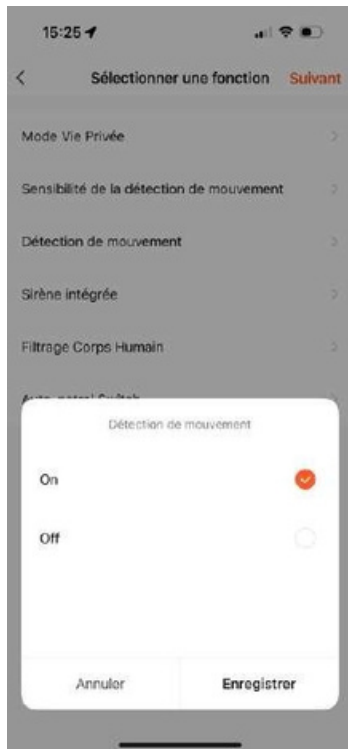 15:25
Sélectionner une fonction Suivant
Mode Vie Privée
Sensibilité de la détection de mouvement
Détection de mouvement
Sirène intégrée
Filtrage Corps Humain
Détection de mouvement
On
Off
Annuler Enregistrer